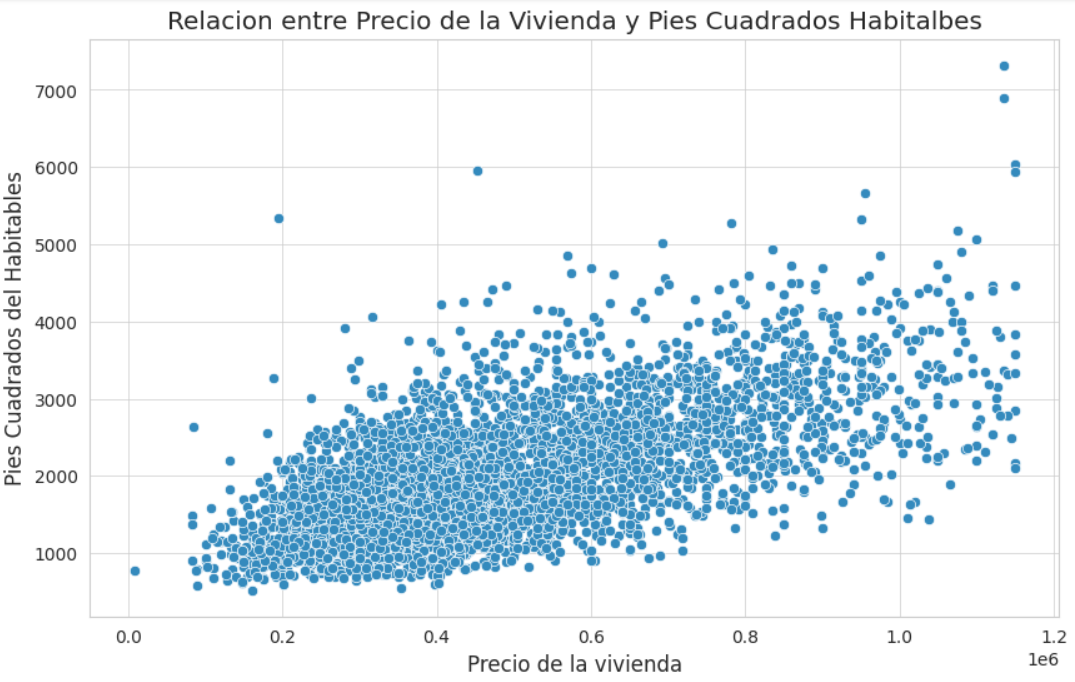 Relacion entre Precio de la Vivienda y Pies Cuadrados Habitalbes
Pies Cuadrados del Habitables
7000
6000
5000
4000
3000
2000
1000
0.0 0.2 0.4 0.6 0.8 1.0 1.2
1e6
Precio de la vivienda